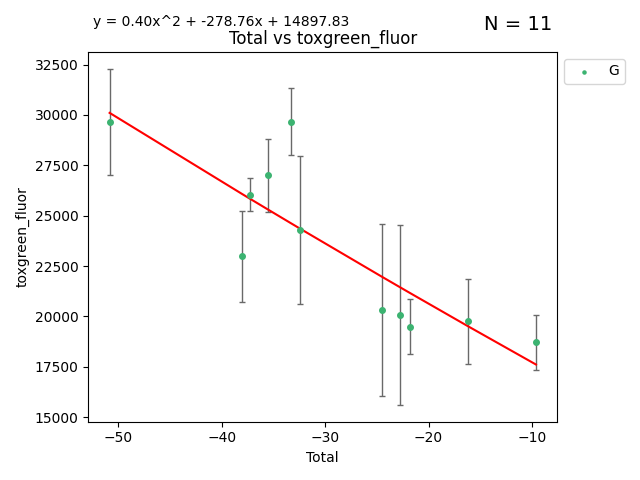 y = 0.40x^2 + -278.76x + 14897.83
N = 11
Total vs toxgreen_fluor
G
32500
30000
27500
25000
22500
20000
17500
15000
toxgreen_fluor
−50
−40
−30
−20
−10
Total